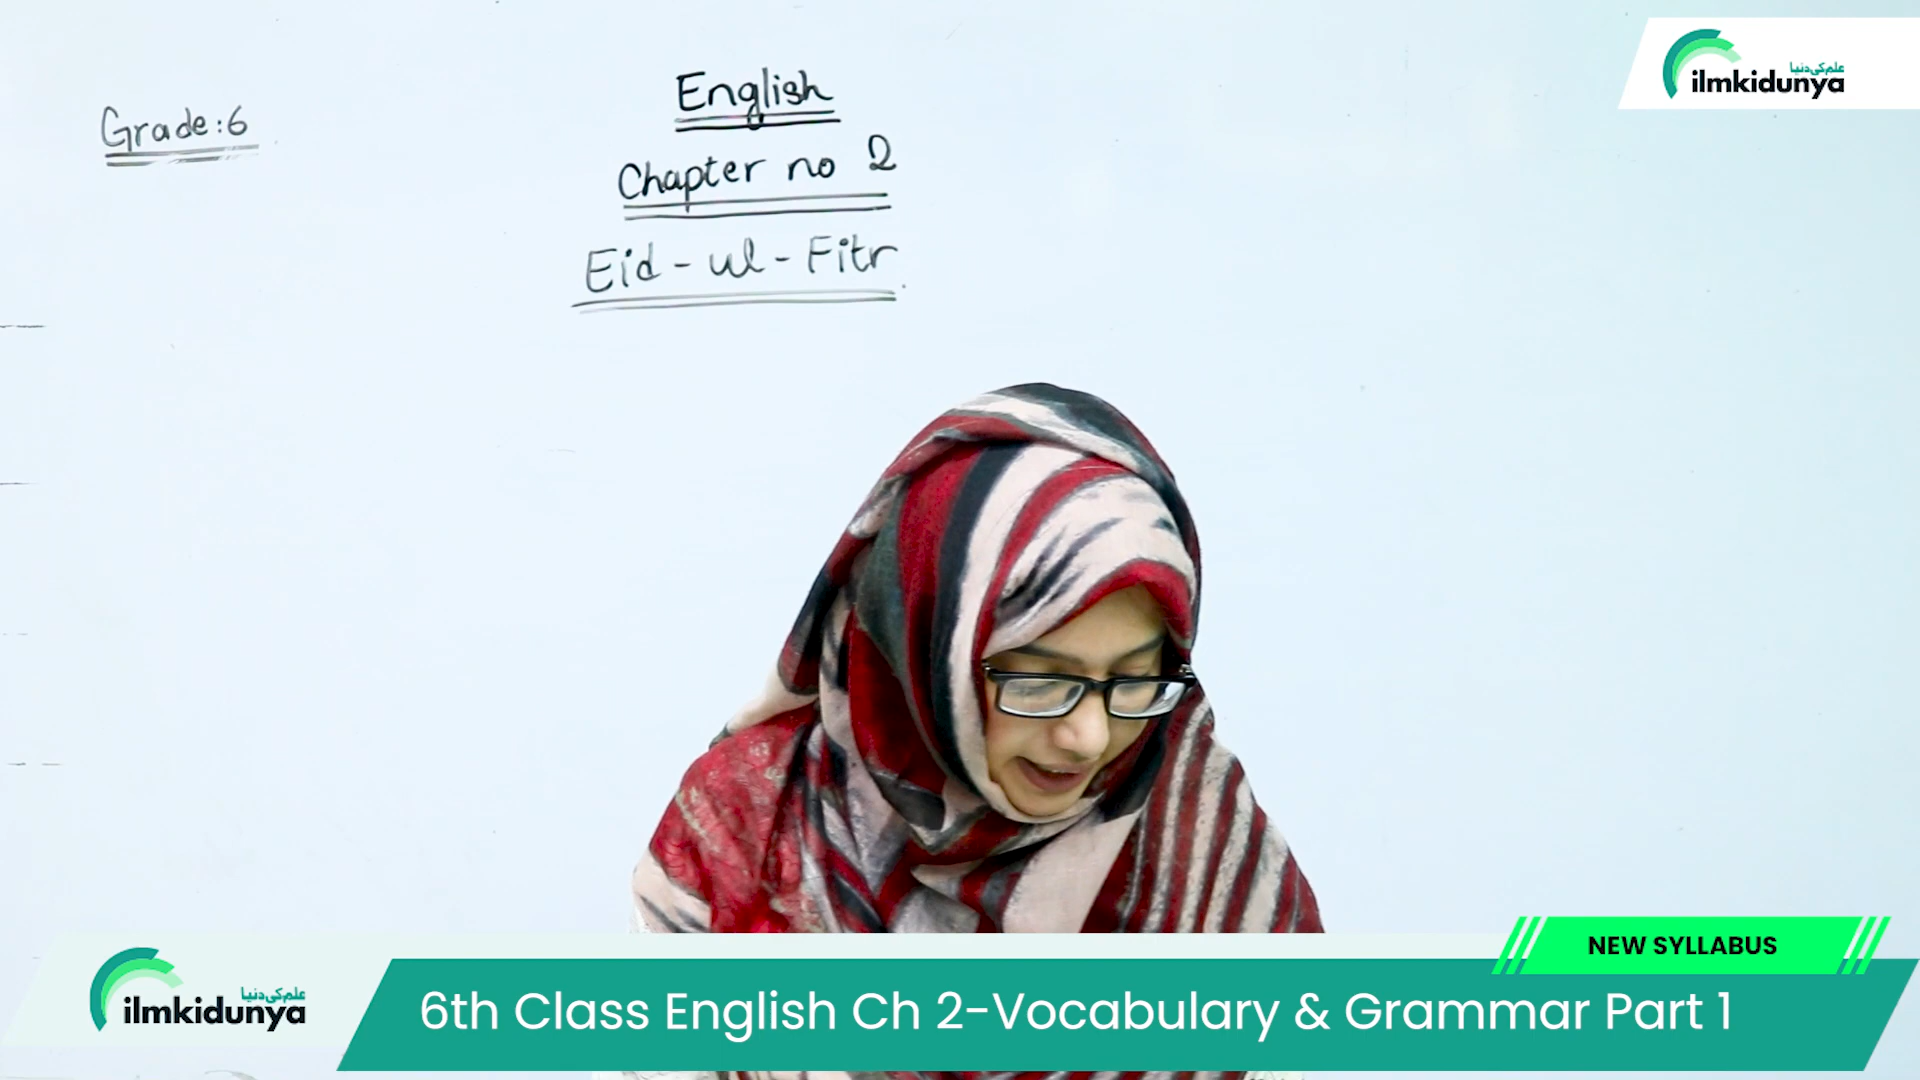 علم کی دنیا
ilmkidunya
Grade:6
English
Chapter no 2
Eid-ul-Fitr
NEW SYLLABUS
علم کی دنیا
ilmkidunya
6th Class English Ch 2-Vocabulary & Grammar Part 1